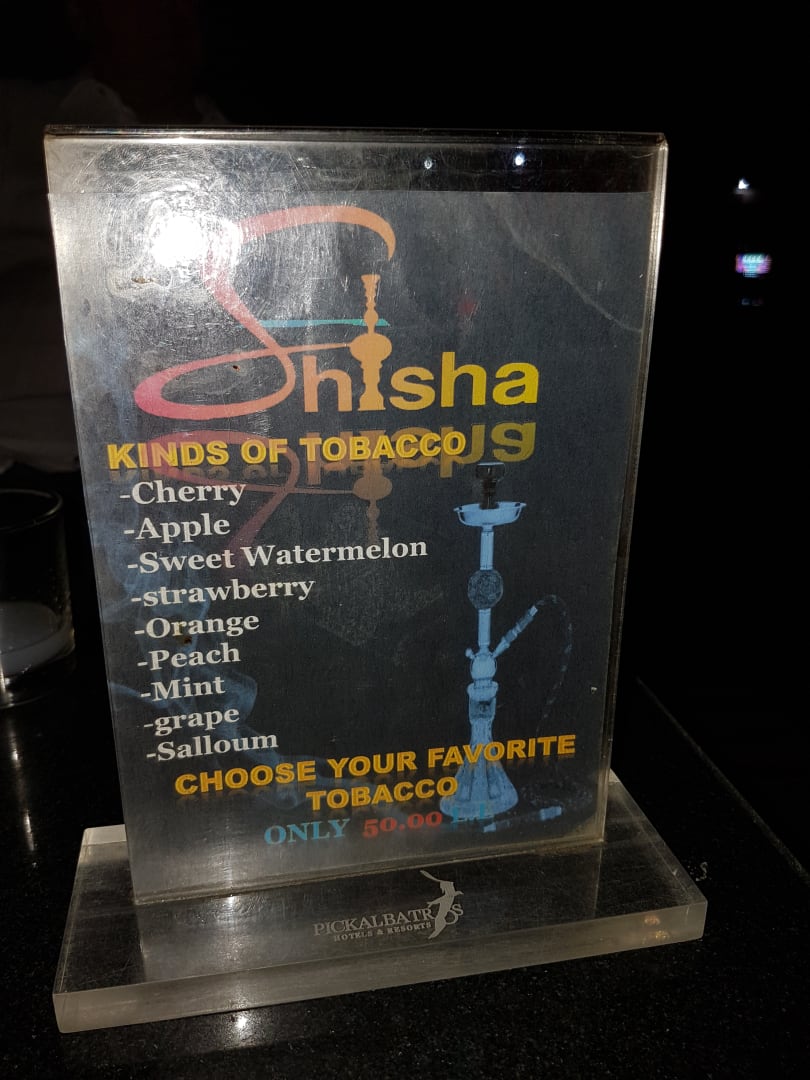 Shisha
KINDS OF TOBACCO
-Cherry
-Apple
-Sweet Watermelon
-strawberry
-Orange
-Peach
-Mint
-grape
-Salloum
CHOOSE YOUR FAVORITE
TOBACCO
ONLY 50.00
PICKALBATROS
HOTELS & RESORTS